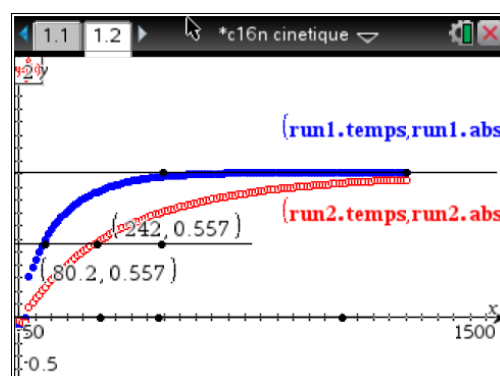 1.1 1.2 *c16n cinetique
2 y
(run1.temps,run1.abs
(run2.temps,run2.abs
(242, 0.557)
(80.2, 0.557)
x
-50 1500
-0.5